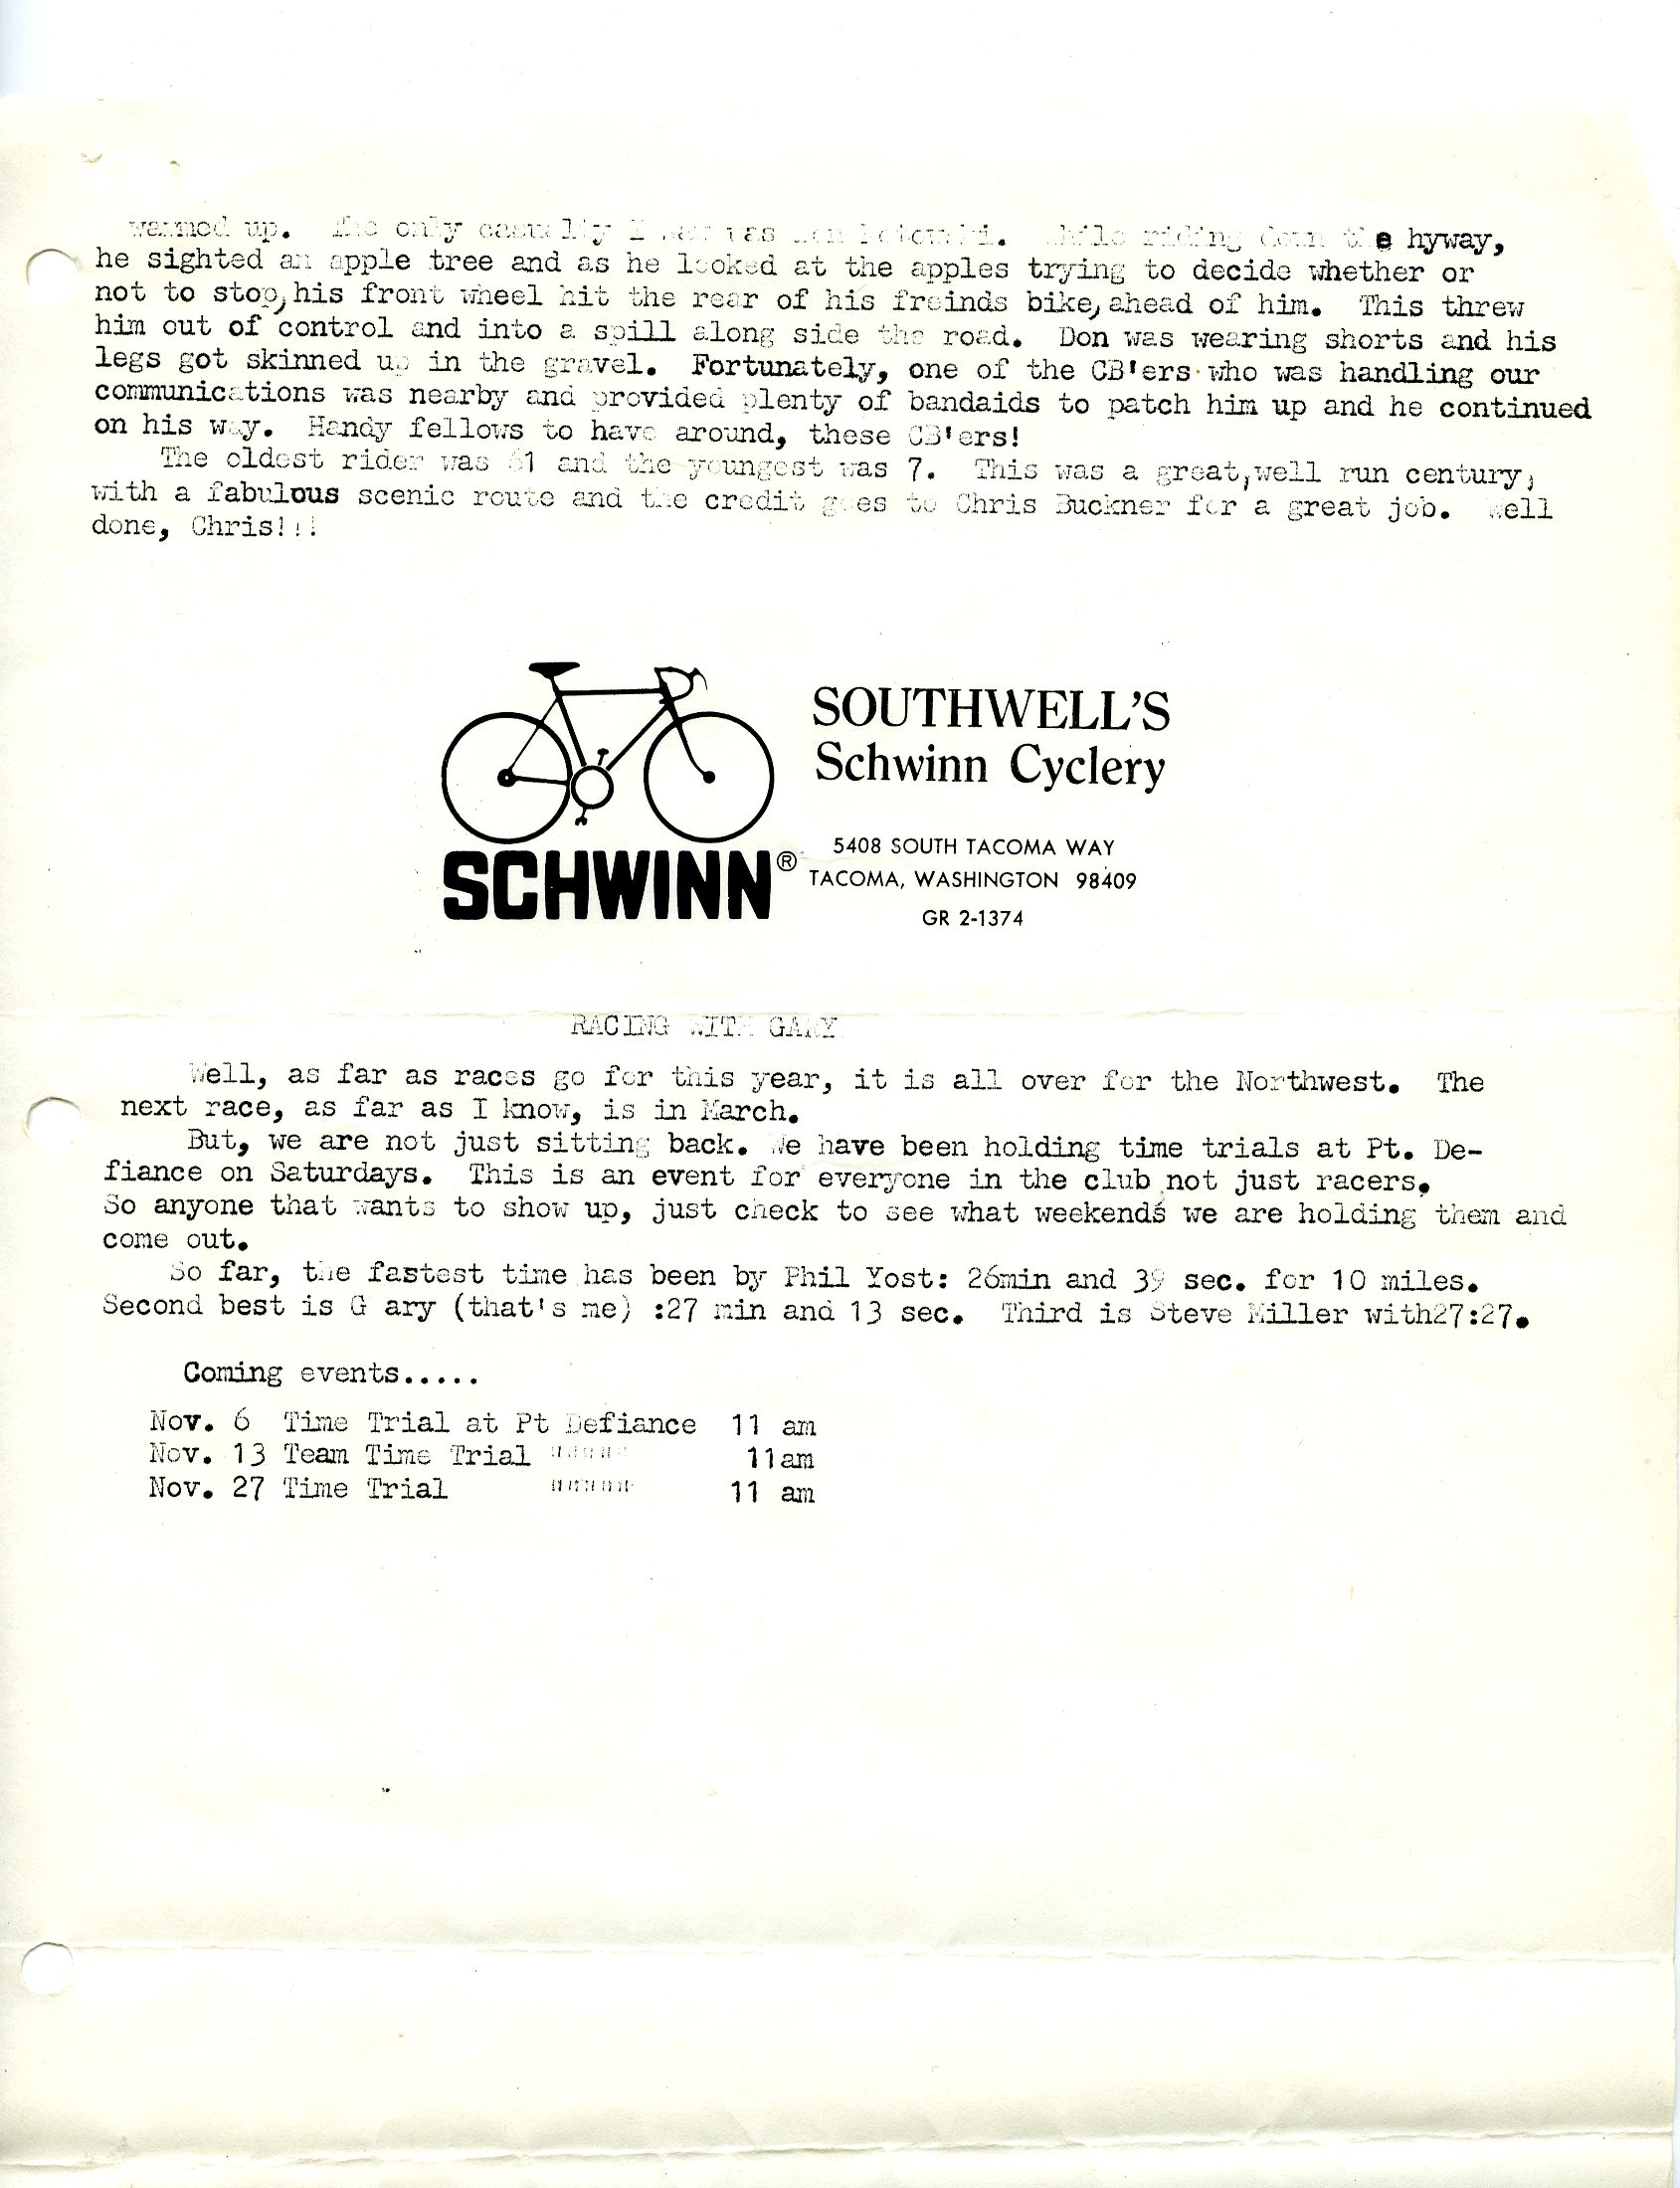 warmed up. The only casualty I was Don. While riding down the hyway,
he sighted an apple tree and as he looked at the apples trying to decide whether or
not to stop, his front wheel hit the rear of his freinds bike, ahead of him. This threw
him out of control and into a spill along side the road. Don was wearing shorts and his
legs got skinned up in the gravel. Fortunately, one of the CB'ers who was handling our
communications was nearby and provided plenty of bandaids to patch him up and he continued
on his way. Handy fellows to have around, these CB'ers!
The oldest rider was 61 and the youngest was 7. This was a great, well run century,
with a fabulous scenic route and the credit goes to Chris Buckner for a great job. Well
done, Chris!!!
SOUTHWELL'S
Schwinn Cyclery
5408 SOUTH TACOMA WAY
TACOMA, WASHINGTON 98409
GR 2-1374
SCHWINN®
RACING WITH GARY
Well, as far as races go for this year, it is all over for the Northwest. The
next race, as far as I know, is in March.
But, we are not just sitting back. We have been holding time trials at Pt. De-
fiance on Saturdays. This is an event for everyone in the club not just racers.
So anyone that wants to show up, just check to see what weekends we are holding them and
come out.
So far, the fastest time has been by Phil Yost: 26min and 39 sec. for 10 miles.
Second best is G ary (that's me) :27 min and 13 sec. Third is Steve Miller with27:27.
Coming events.....
Nov. 6 Time Trial at Pt Defiance 11 am
Nov. 13 Team Time Trial """"" 11am
Nov. 27 Time Trial """""" 11 am